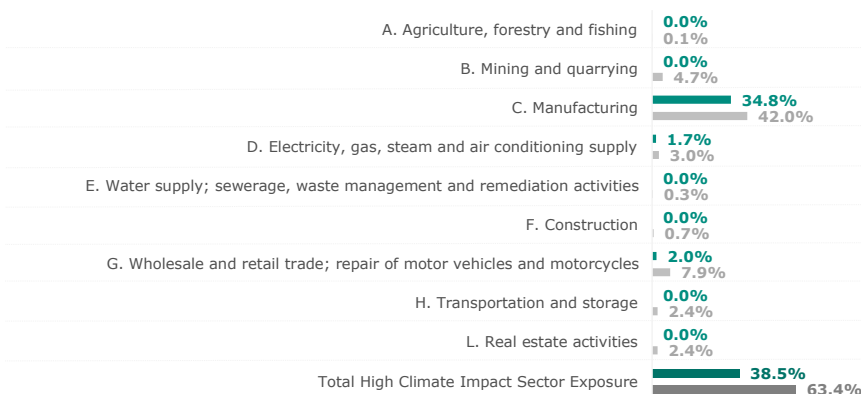 A. Agriculture, forestry and fishing
0.0%
0.1%
B. Mining and quarrying
0.0%
4.7%
C. Manufacturing
34.8%
42.0%
D. Electricity, gas, steam and air conditioning supply
1.7%
3.0%
E. Water supply; sewerage, waste management and remediation activities
0.0%
0.3%
F. Construction
0.0%
0.7%
G. Wholesale and retail trade; repair of motor vehicles and motorcycles
2.0%
7.9%
H. Transportation and storage
0.0%
2.4%
L. Real estate activities
0.0%
2.4%
Total High Climate Impact Sector Exposure
38.5%
63.4%